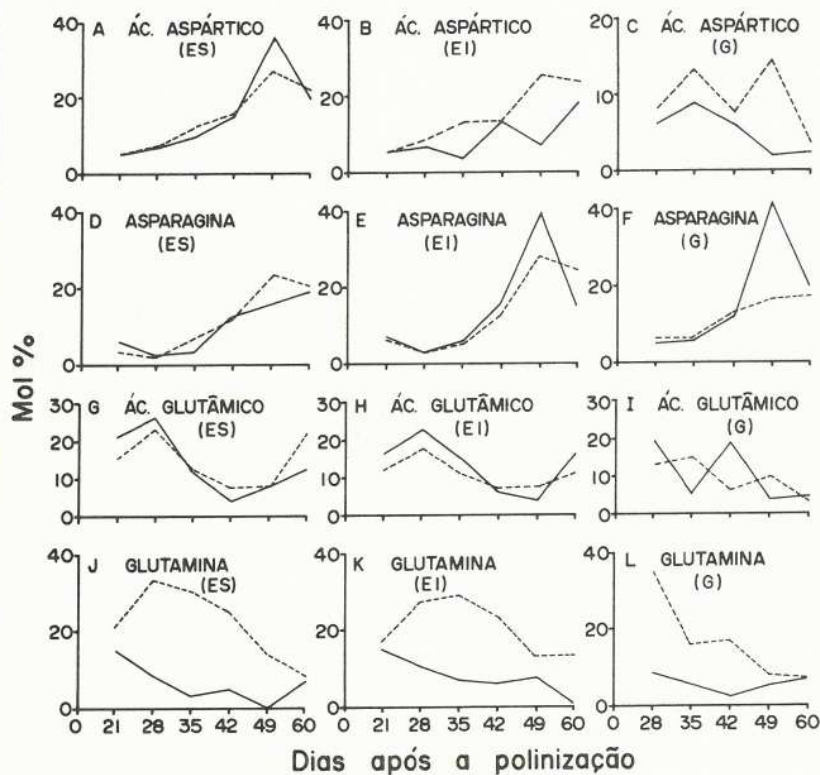 A ÁC. ASPÁRTICO
(ES)
40
20
0
B ÁC. ASPÁRTICO
(EI)
40
20
0
C ÁC. ASPÁRTICO
(G)
20
10
0
D ASPARAGINA
(ES)
40
20
0
E ASPARAGINA
(EI)
40
20
0
F ASPARAGINA
(G)
40
20
0
Mol %
G ÁC. GLUTÂMICO
(ES)
30
20
10
0
H ÁC. GLUTÂMICO
(EI)
30
20
10
0
I ÁC. GLUTÂMICO
(G)
30
20
10
0
J GLUTAMINA
(ES)
40
20
0
K GLUTAMINA
(EI)
40
20
0
L GLUTAMINA
(G)
40
20
0
0 21 28 35 42 49 60
0 21 28 35 42 49 60
0 28 35 42 49 60
Dias após a polinização